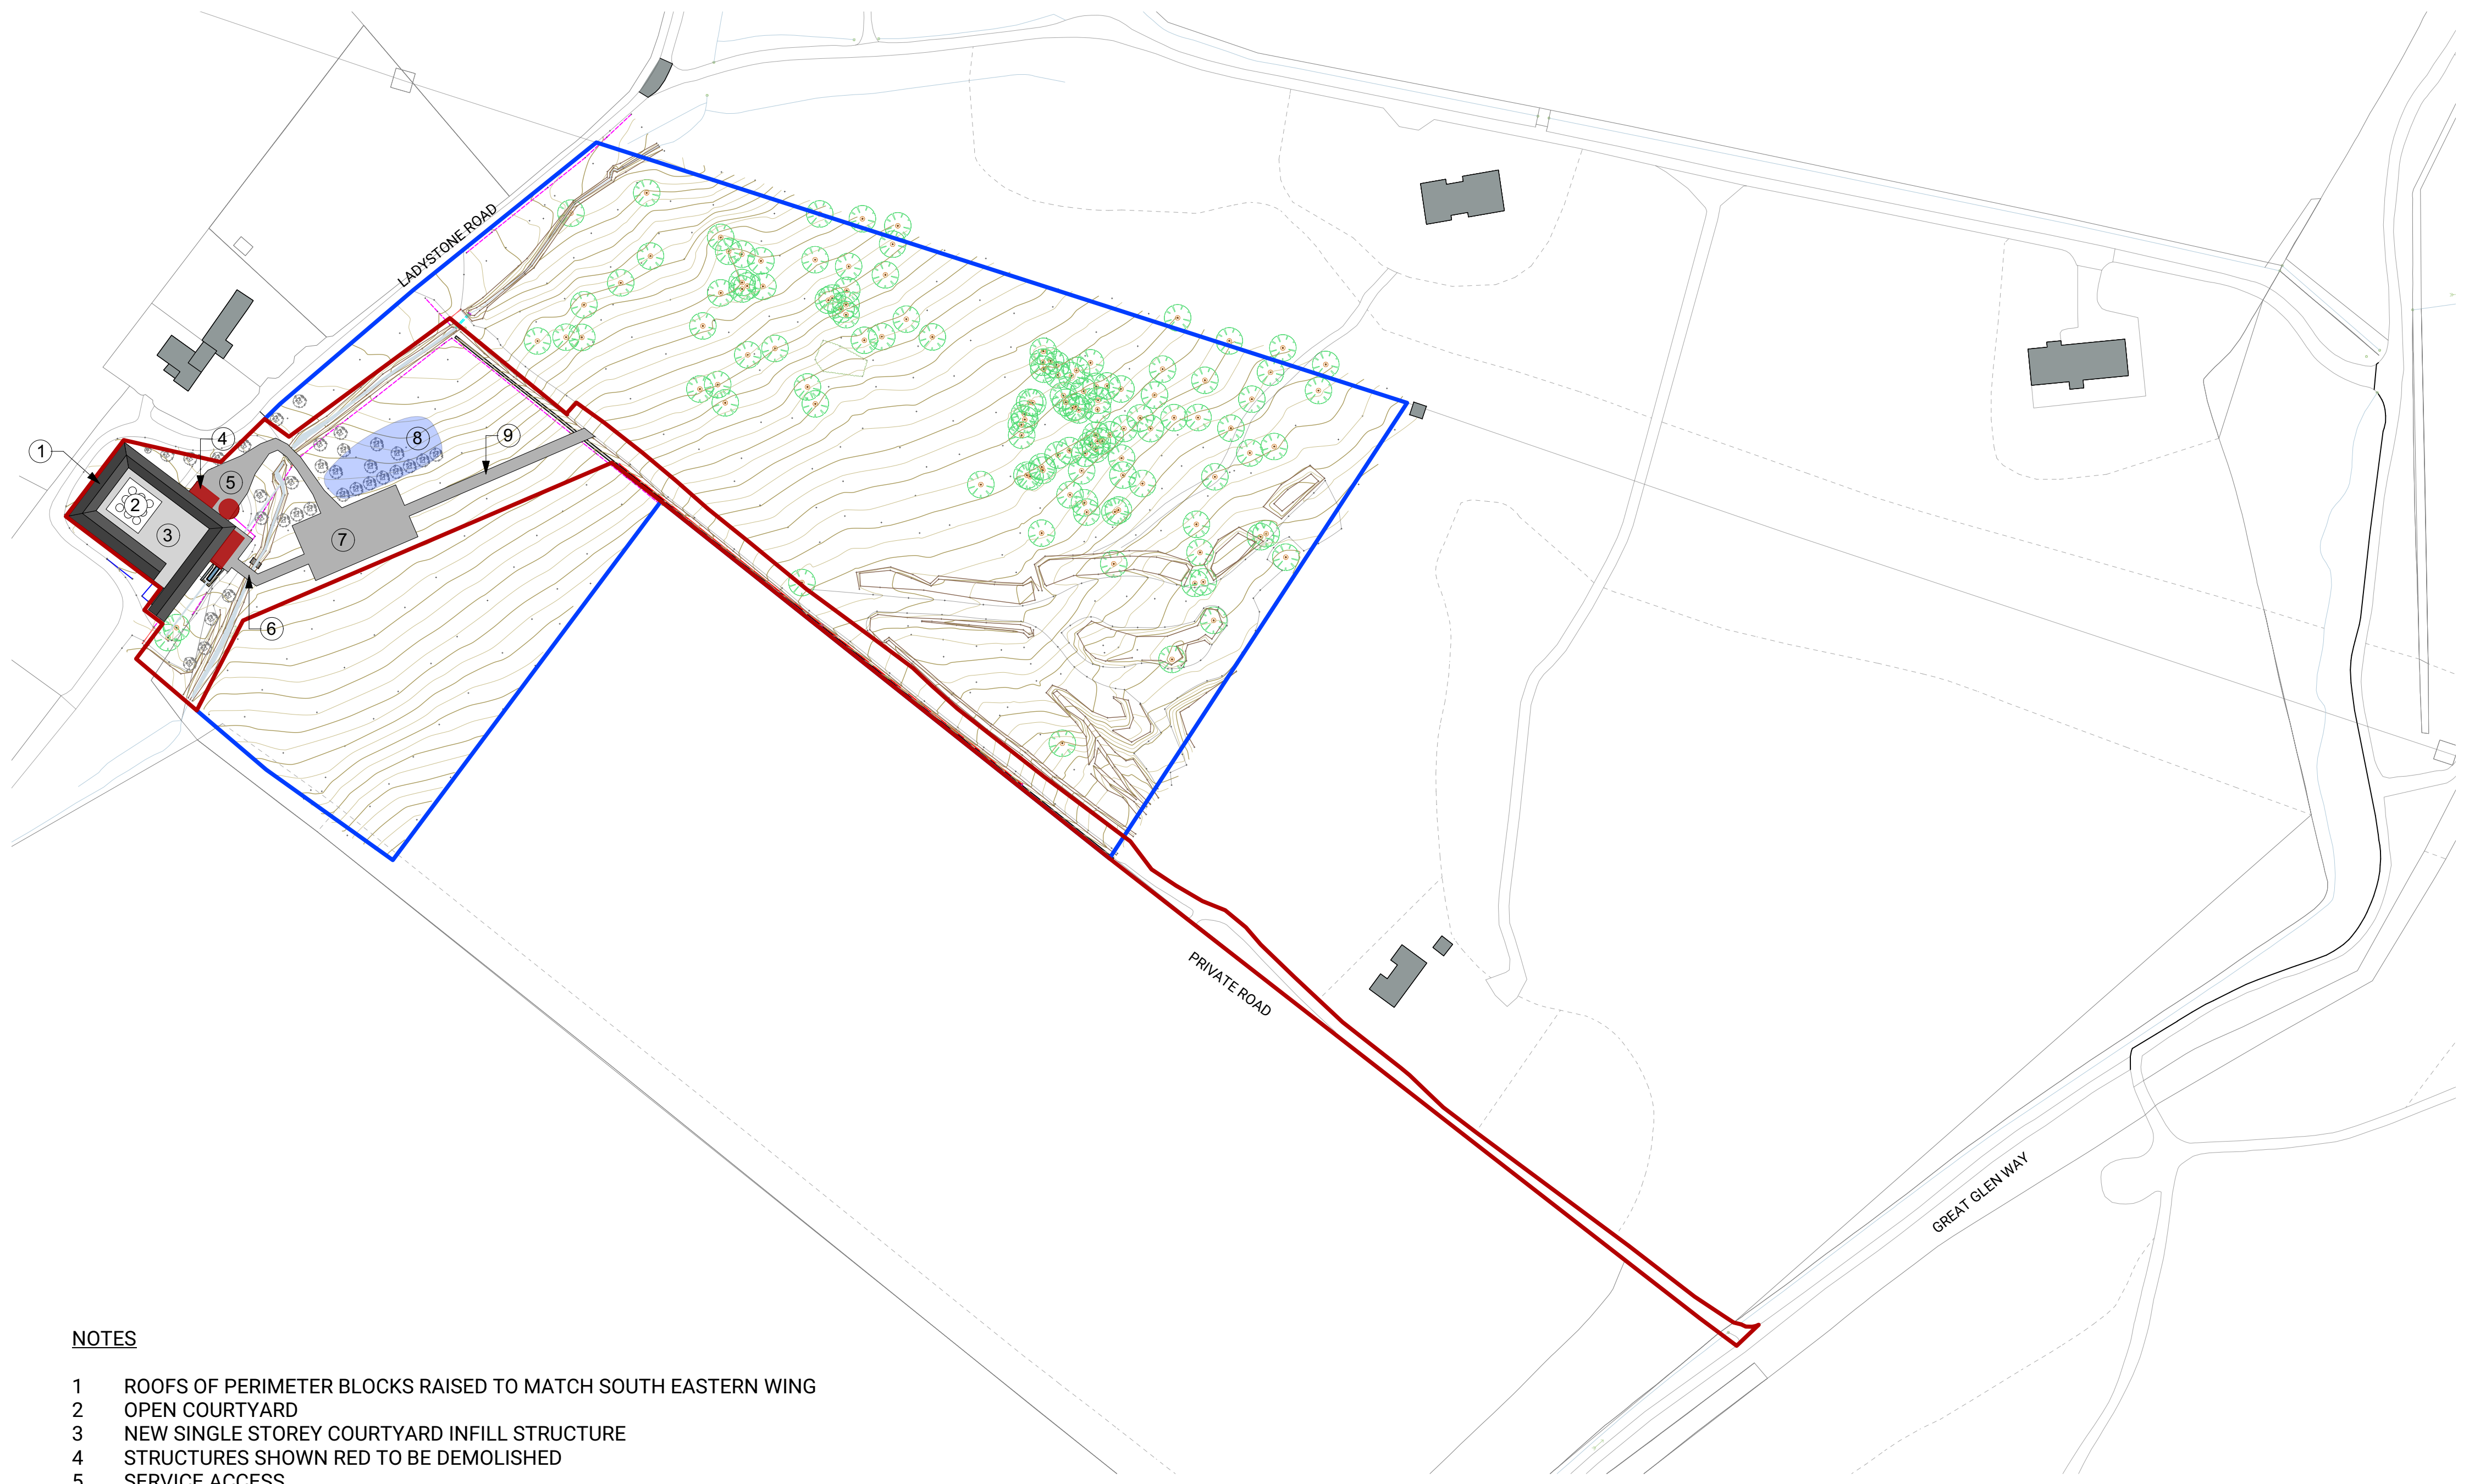 LADYSTONE ROAD
1
4
8
9
5
2
3
7
6
PRIVATE ROAD
GREAT GLEN WAY
NOTES
1 ROOFS OF PERIMETER BLOCKS RAISED TO MATCH SOUTH EASTERN WING
2 OPEN COURTYARD
3 NEW SINGLE STOREY COURTYARD INFILL STRUCTURE
4 STRUCTURES SHOWN RED TO BE DEMOLISHED
5 SERVICE ACCESS